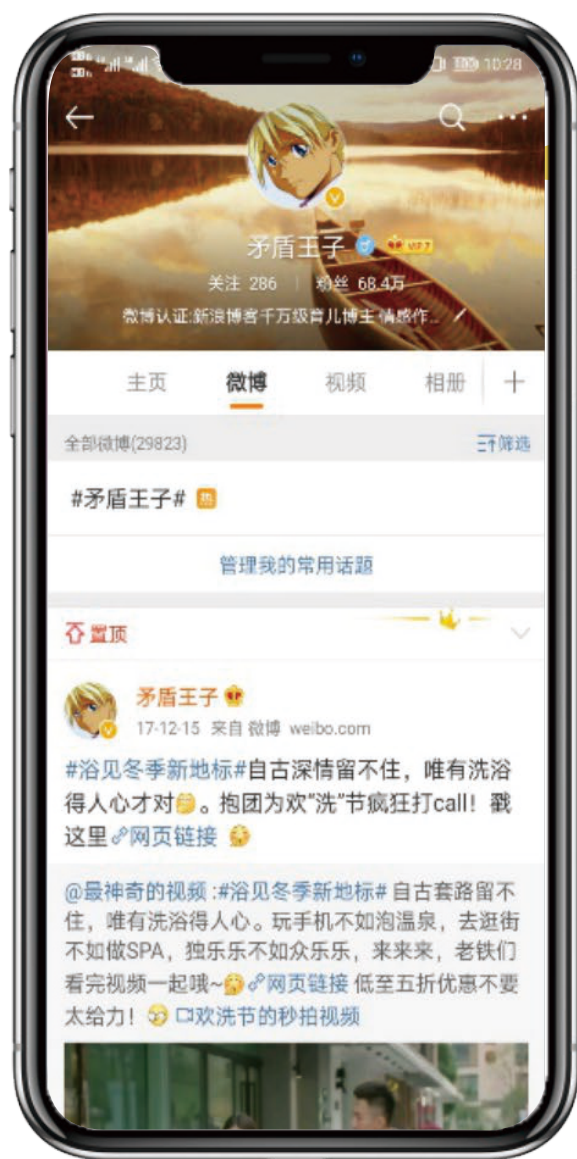 10:28
矛盾王子 VIP 7
关注 286 | 粉丝 68.4万
微博认证:新浪博客千万级育儿博主 情感作...
主页 微博 视频 相册 +
全部微博(29823) 筛选
#矛盾王子# 热
管理我的常用话题
置顶
矛盾王子
17-12-15 来自 微博 weibo.com
#浴见冬季新地标#自古深情留不住，唯有洗浴
得人心才对。抱团为欢“洗”节疯狂打call！戳
这里网页链接
@最神奇的视频 :#浴见冬季新地标# 自古套路留不
住，唯有洗浴得人心。玩手机不如泡温泉，去逛街
不如做SPA，独乐乐不如众乐乐，来来来，老铁们
看完视频一起哦~网页链接 低至五折优惠不要
太给力！ 欢洗节的秒拍视频